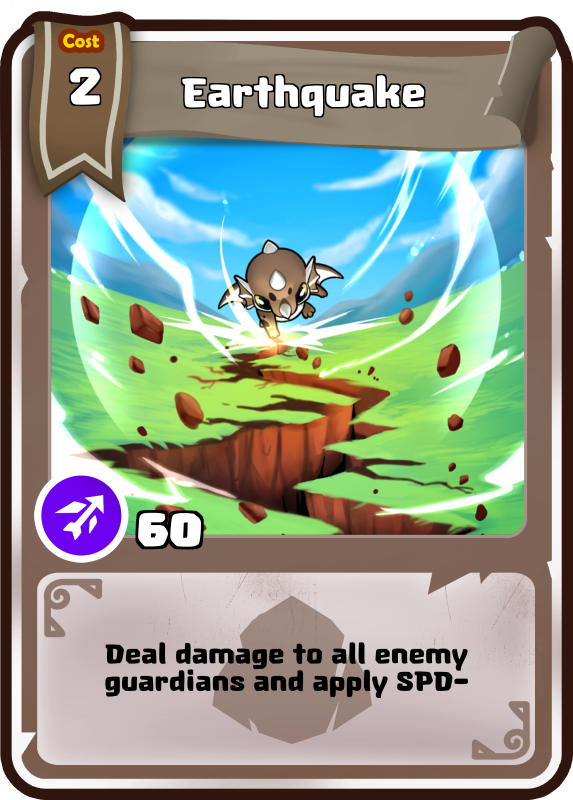 Cost
2
Earthquake
60
Deal damage to all enemy
guardians and apply SPD-